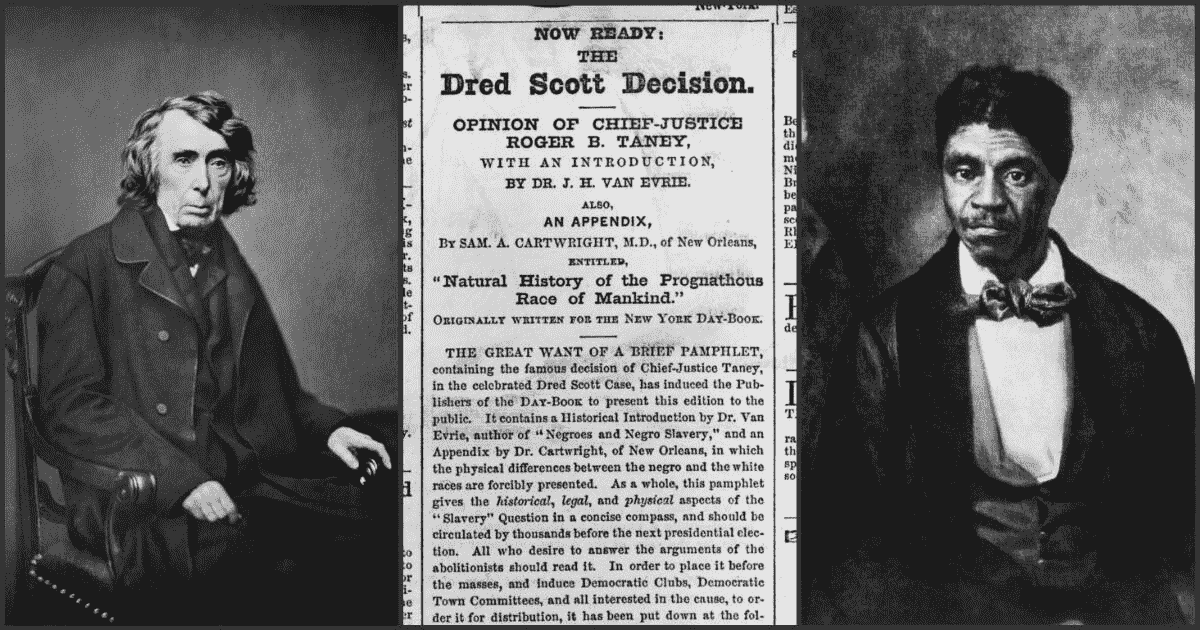 New-York.
NOW READY:
THE
Dred Scott Decision.
OPINION OF CHIEF-JUSTICE
ROGER B. TANEY,
WITH AN INTRODUCTION,
BY DR. J. H. VAN EVRIE.
ALSO,
AN APPENDIX,
BY SAM. A. CARTWRIGHT, M.D., of New Orleans,
ENTITLED,
"Natural History of the Prognathous
Race of Mankind."
ORIGINALLY WRITTEN FOR THE NEW YORK DAY-BOOK.
THE GREAT WANT OF A BRIEF PAMPHLET,
containing the famous decision of Chief-Justice Taney,
in the celebrated Dred Scott Case, has induced the Pub-
lishers of the DAY-BOOK to present this edition to the
public. It contains a Historical Introduction by Dr. Van
Evrie, author of "Negroes and Negro Slavery," and an
Appendix by Dr. Cartwright, of New Orleans, in which
the physical differences between the negro and the white
races are forcibly presented. As a whole, this pamphlet
gives the historical, legal, and physical aspects of the
"Slavery" Question in a concise compass, and should be
circulated by thousands before the next presidential elec-
tion. All who desire to answer the arguments of the
abolitionists should read it. In order to place it before
the masses, and induce Democratic Clubs, Democratic
Town Committees, and all interested in the cause, to or-
der it for distribution, it has been put down at the fol-